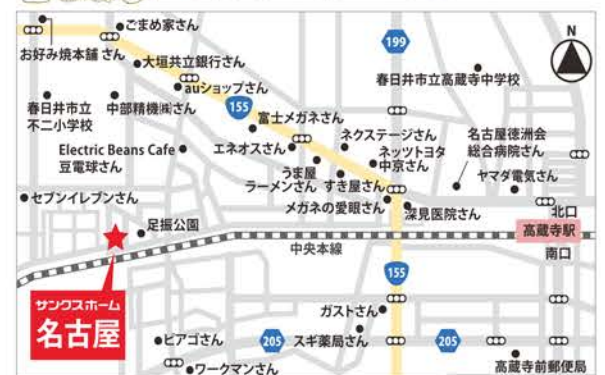 ごまめ家さん
お好み焼本舗 さん
大垣共立銀行さん
auショップさん
199
N
春日井市立高蔵寺中学校
春日井市立
不二小学校
中部精機㈱さん
155
富士メガネさん
Electric Beans Cafe
豆電球さん
エネオスさん
ネクステージさん
ネッツトヨタ
中京さん
名古屋徳洲会
総合病院さん
うま屋
ラーメンさん
すき屋さん
ヤマダ電気さん
メガネの愛眼さん
深見医院さん
セブンイレブンさん
足振公園
北口
高蔵寺駅
南口
中央本線
サンクスホーム
名古屋
155
ガストさん
ピアゴさん
205
スギ薬局さん
205
ワークマンさん
高蔵寺前郵便局